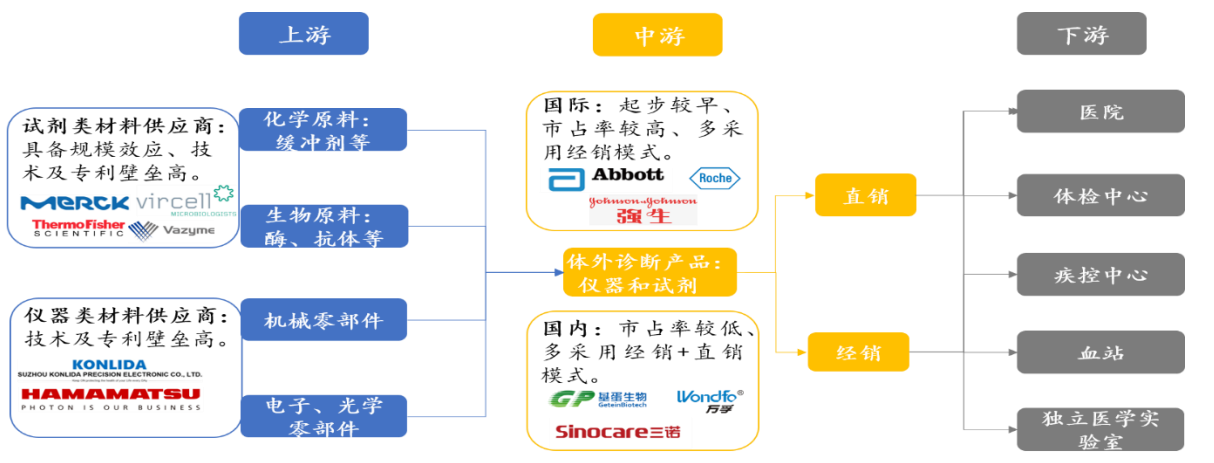 上游
中游
下游
试剂类材料供应商：
具备规模效应、技
术及专利壁垒高。
MERCK
vircell
MICROBIOLOGISTS
ThermoFisher
SCIENTIFIC
Vazyme
化学原料：
缓冲剂等
生物原料：
酶、抗体等
仪器类材料供应商：
技术及专利壁垒高。
KONLIDA
SUZHOU KONLIDA PRECISION ELECTRONIC CO., LTD.
HAMAMATSU
PHOTON IS OUR BUSINESS
机械零部件
电子、光学
零部件
国际：起步较早、
市占率较高、多采
用经销模式。
Abbott
Roche
Johnson & Johnson
强生
体外诊断产品：
仪器和试剂
国内：市占率较低、
多采用经销+直销
模式。
GP 基蛋生物
GeteinBiotech
Wondfo®
万孚
Sinocare三诺
直销
经销
医院
体检中心
疾控中心
血站
独立医学实
验室